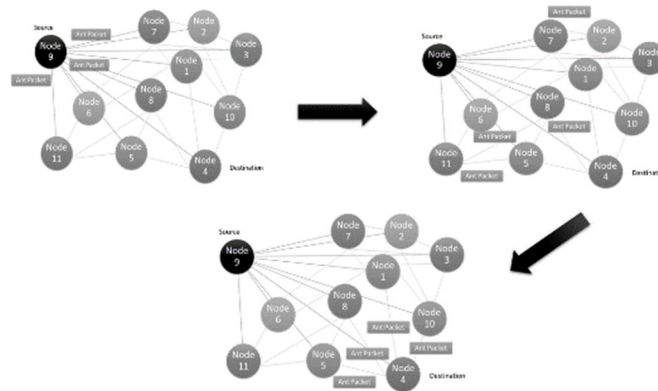 Source
Ant Packet
Node
7
Node
2
Node
9
Node
3
Ant Packet
Ant Packet
Node
1
Node
8
Node
6
Node
10
Node
11
Node
5
Node
4
Destination
Ant Packet
Source
Node
7
Node
2
Node
9
Node
3
Node
1
Node
8
Node
6
Node
10
Ant Packet
Ant Packet
Node
11
Node
5
Ant Packet
Node
4
Destinat
Source
Node
7
Node
2
Node
9
Node
3
Node
1
Node
8
Node
6
Node
10
Ant Packet
Ant Packet
Node
11
Node
5
Ant Packet
Ant Packet
Node
4
Destination